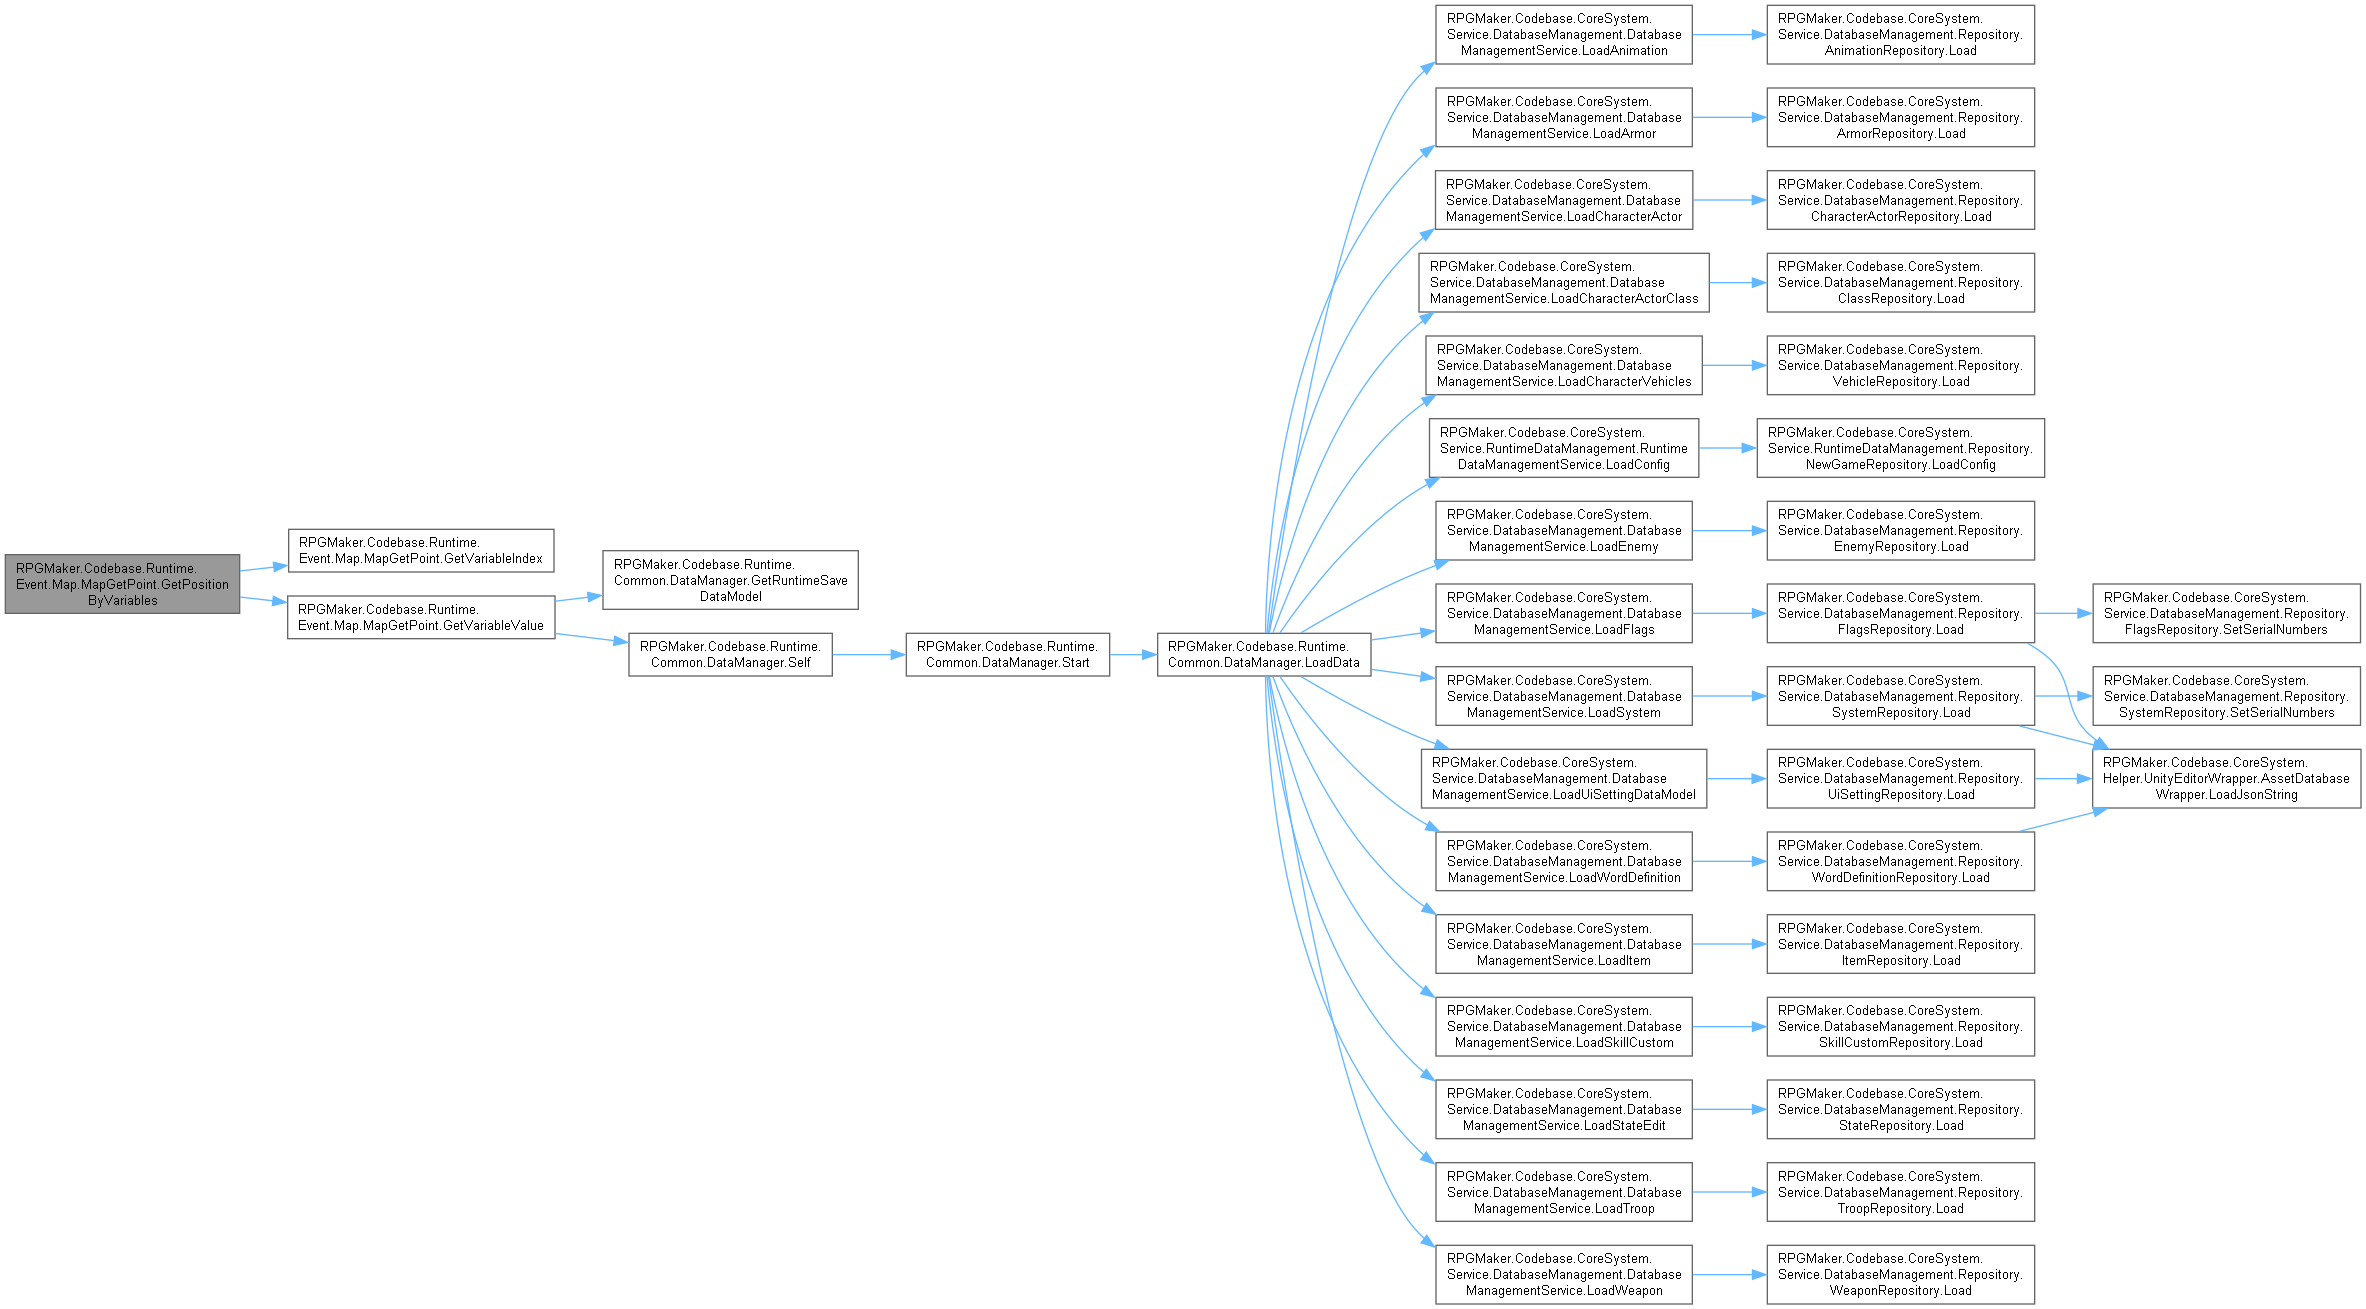 RPGMaker.Codebase.Runtime.
Event.Map.MapGetPoint.GetPosition
ByVariables
RPGMaker.Codebase.Runtime.
Event.Map.MapGetPoint.GetVariableIndex
RPGMaker.Codebase.Runtime.
Event.Map.MapGetPoint.GetVariableValue
RPGMaker.Codebase.Runtime.
Common.DataManager.GetRuntimeSave
DataModel
RPGMaker.Codebase.Runtime.
Common.DataManager.Self
RPGMaker.Codebase.Runtime.
Common.DataManager.Start
RPGMaker.Codebase.Runtime.
Common.DataManager.LoadData
RPGMaker.Codebase.CoreSystem.
Service.DatabaseManagement.Database
ManagementService.LoadAnimation
RPGMaker.Codebase.CoreSystem.
Service.DatabaseManagement.Repository.
AnimationRepository.Load
RPGMaker.Codebase.CoreSystem.
Service.DatabaseManagement.Database
ManagementService.LoadArmor
RPGMaker.Codebase.CoreSystem.
Service.DatabaseManagement.Repository.
ArmorRepository.Load
RPGMaker.Codebase.CoreSystem.
Service.DatabaseManagement.Database
ManagementService.LoadCharacterActor
RPGMaker.Codebase.CoreSystem.
Service.DatabaseManagement.Repository.
CharacterActorRepository.Load
RPGMaker.Codebase.CoreSystem.
Service.DatabaseManagement.Database
ManagementService.LoadCharacterActorClass
RPGMaker.Codebase.CoreSystem.
Service.DatabaseManagement.Repository.
ClassRepository.Load
RPGMaker.Codebase.CoreSystem.
Service.DatabaseManagement.Database
ManagementService.LoadCharacterVehicles
RPGMaker.Codebase.CoreSystem.
Service.DatabaseManagement.Repository.
VehicleRepository.Load
RPGMaker.Codebase.CoreSystem.
Service.RuntimeDataManagement.Runtime
DataManagementService.LoadConfig
RPGMaker.Codebase.CoreSystem.
Service.RuntimeDataManagement.Repository.
NewGameRepository.LoadConfig
RPGMaker.Codebase.CoreSystem.
Service.DatabaseManagement.Database
ManagementService.LoadEnemy
RPGMaker.Codebase.CoreSystem.
Service.DatabaseManagement.Repository.
EnemyRepository.Load
RPGMaker.Codebase.CoreSystem.
Service.DatabaseManagement.Database
ManagementService.LoadFlags
RPGMaker.Codebase.CoreSystem.
Service.DatabaseManagement.Repository.
FlagsRepository.Load
RPGMaker.Codebase.CoreSystem.
Service.DatabaseManagement.Repository.
FlagsRepository.SetSerialNumbers
RPGMaker.Codebase.CoreSystem.
Service.DatabaseManagement.Database
ManagementService.LoadSystem
RPGMaker.Codebase.CoreSystem.
Service.DatabaseManagement.Repository.
SystemRepository.Load
RPGMaker.Codebase.CoreSystem.
Service.DatabaseManagement.Repository.
SystemRepository.SetSerialNumbers
RPGMaker.Codebase.CoreSystem.
Service.DatabaseManagement.Database
ManagementService.LoadUiSettingDataModel
RPGMaker.Codebase.CoreSystem.
Service.DatabaseManagement.Repository.
UiSettingRepository.Load
RPGMaker.Codebase.CoreSystem.
Helper.UnityEditorWrapper.AssetDatabase
Wrapper.LoadJsonString
RPGMaker.Codebase.CoreSystem.
Service.DatabaseManagement.Database
ManagementService.LoadWordDefinition
RPGMaker.Codebase.CoreSystem.
Service.DatabaseManagement.Repository.
WordDefinitionRepository.Load
RPGMaker.Codebase.CoreSystem.
Service.DatabaseManagement.Database
ManagementService.LoadItem
RPGMaker.Codebase.CoreSystem.
Service.DatabaseManagement.Repository.
ItemRepository.Load
RPGMaker.Codebase.CoreSystem.
Service.DatabaseManagement.Database
ManagementService.LoadSkillCustom
RPGMaker.Codebase.CoreSystem.
Service.DatabaseManagement.Repository.
SkillCustomRepository.Load
RPGMaker.Codebase.CoreSystem.
Service.DatabaseManagement.Database
ManagementService.LoadStateEdit
RPGMaker.Codebase.CoreSystem.
Service.DatabaseManagement.Repository.
StateRepository.Load
RPGMaker.Codebase.CoreSystem.
Service.DatabaseManagement.Database
ManagementService.LoadTroop
RPGMaker.Codebase.CoreSystem.
Service.DatabaseManagement.Repository.
TroopRepository.Load
RPGMaker.Codebase.CoreSystem.
Service.DatabaseManagement.Database
ManagementService.LoadWeapon
RPGMaker.Codebase.CoreSystem.
Service.DatabaseManagement.Repository.
WeaponRepository.Load